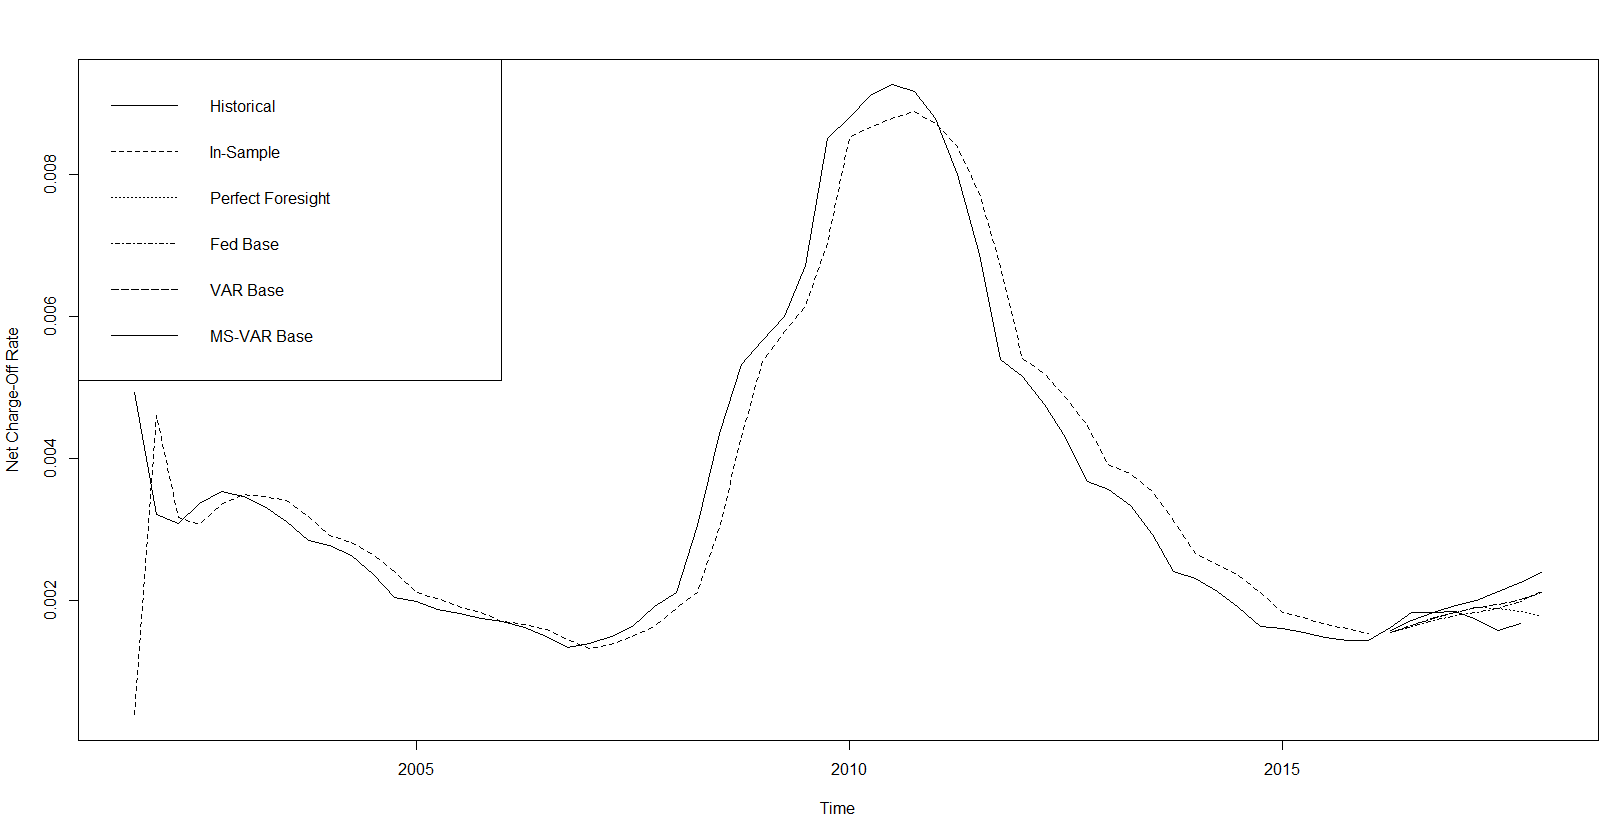 Historical
In-Sample
Perfect Foresight
Fed Base
VAR Base
MS-VAR Base
Net Charge-Off Rate
0.008
0.006
0.004
0.002
2005
2010
2015
Time